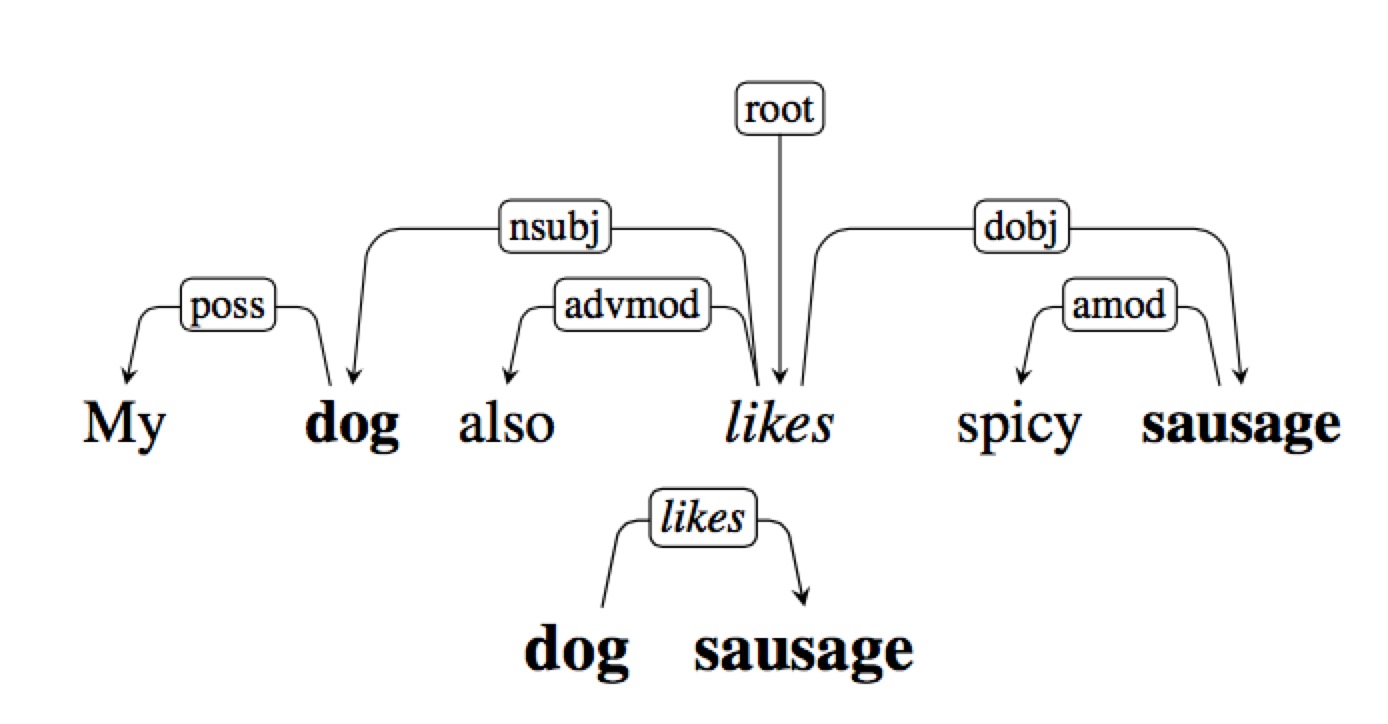 root
nsubj dobj
poss advmod amod
My dog also likes spicy sausage
likes
dog sausage